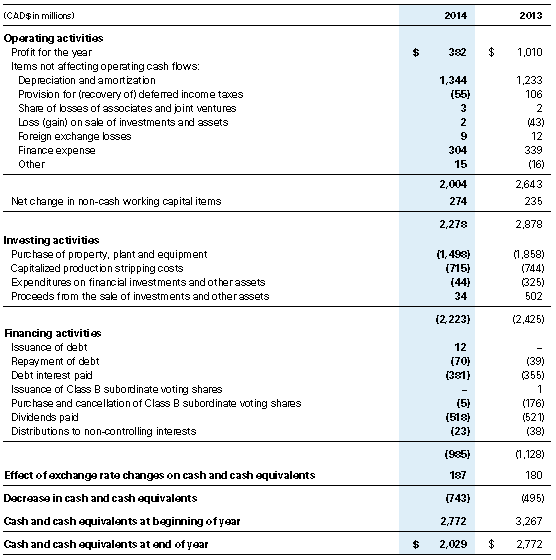 (CAD$ in millions) 2014 2013
Operating activities
Profit for the year $ 382 $ 1,010
Items not affecting operating cash flows:
Depreciation and amortization 1,344 1,233
Provision for (recovery of) deferred income taxes (55) 106
Share of losses of associates and joint ventures 3 2
Loss (gain) on sale of investments and assets 2 (43)
Foreign exchange losses 9 12
Finance expense 304 339
Other 15 (16)
2,004 2,643
Net change in non-cash working capital items 274 235
2,278 2,878
Investing activities
Purchase of property, plant and equipment (1,498) (1,858)
Capitalized production stripping costs (715) (744)
Expenditures on financial investments and other assets (44) (325)
Proceeds from the sale of investments and other assets 34 502
(2,223) (2,425)
Financing activities
Issuance of debt 12 –
Repayment of debt (70) (39)
Debt interest paid (381) (355)
Issuance of Class B subordinate voting shares – 1
Purchase and cancellation of Class B subordinate voting shares (5) (176)
Dividends paid (518) (521)
Distributions to non-controlling interests (23) (38)
(985) (1,128)
Effect of exchange rate changes on cash and cash equivalents 187 180
Decrease in cash and cash equivalents (743) (495)
Cash and cash equivalents at beginning of year 2,772 3,267
Cash and cash equivalents at end of year $ 2,029 $ 2,772